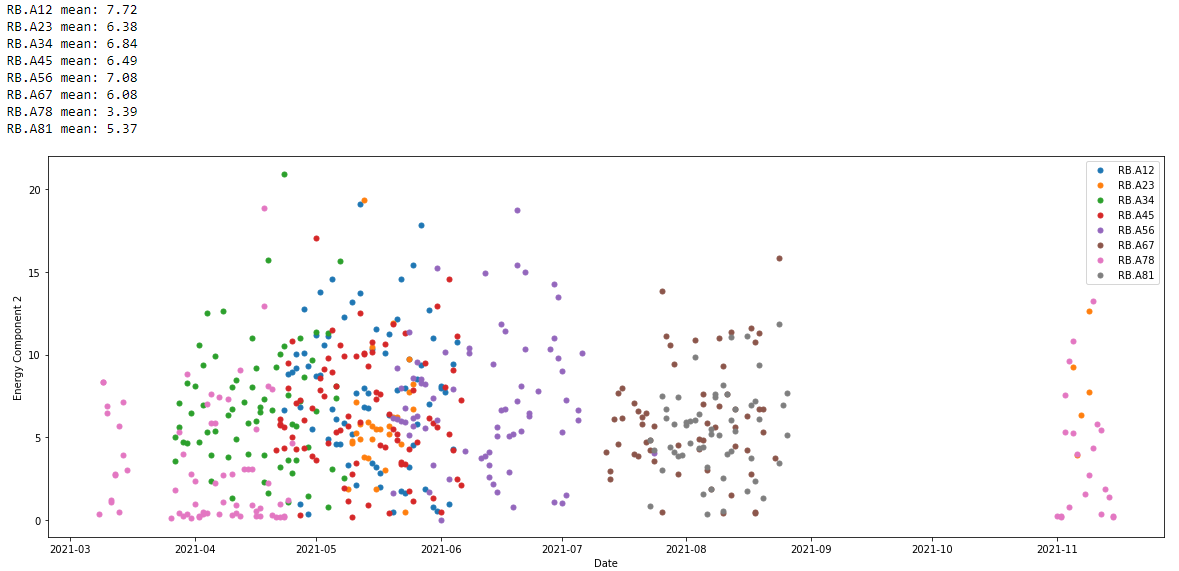 RB.A12 mean: 7.72
RB.A23 mean: 6.38
RB.A34 mean: 6.84
RB.A45 mean: 6.49
RB.A56 mean: 7.08
RB.A67 mean: 6.08
RB.A78 mean: 3.39
RB.A81 mean: 5.37
RB.A12
RB.A23
RB.A34
RB.A45
RB.A56
RB.A67
RB.A78
RB.A81
20
15
10
5
0
Energy Component 2
2021-03 2021-04 2021-05 2021-06 2021-07 2021-08 2021-09 2021-10 2021-11
Date